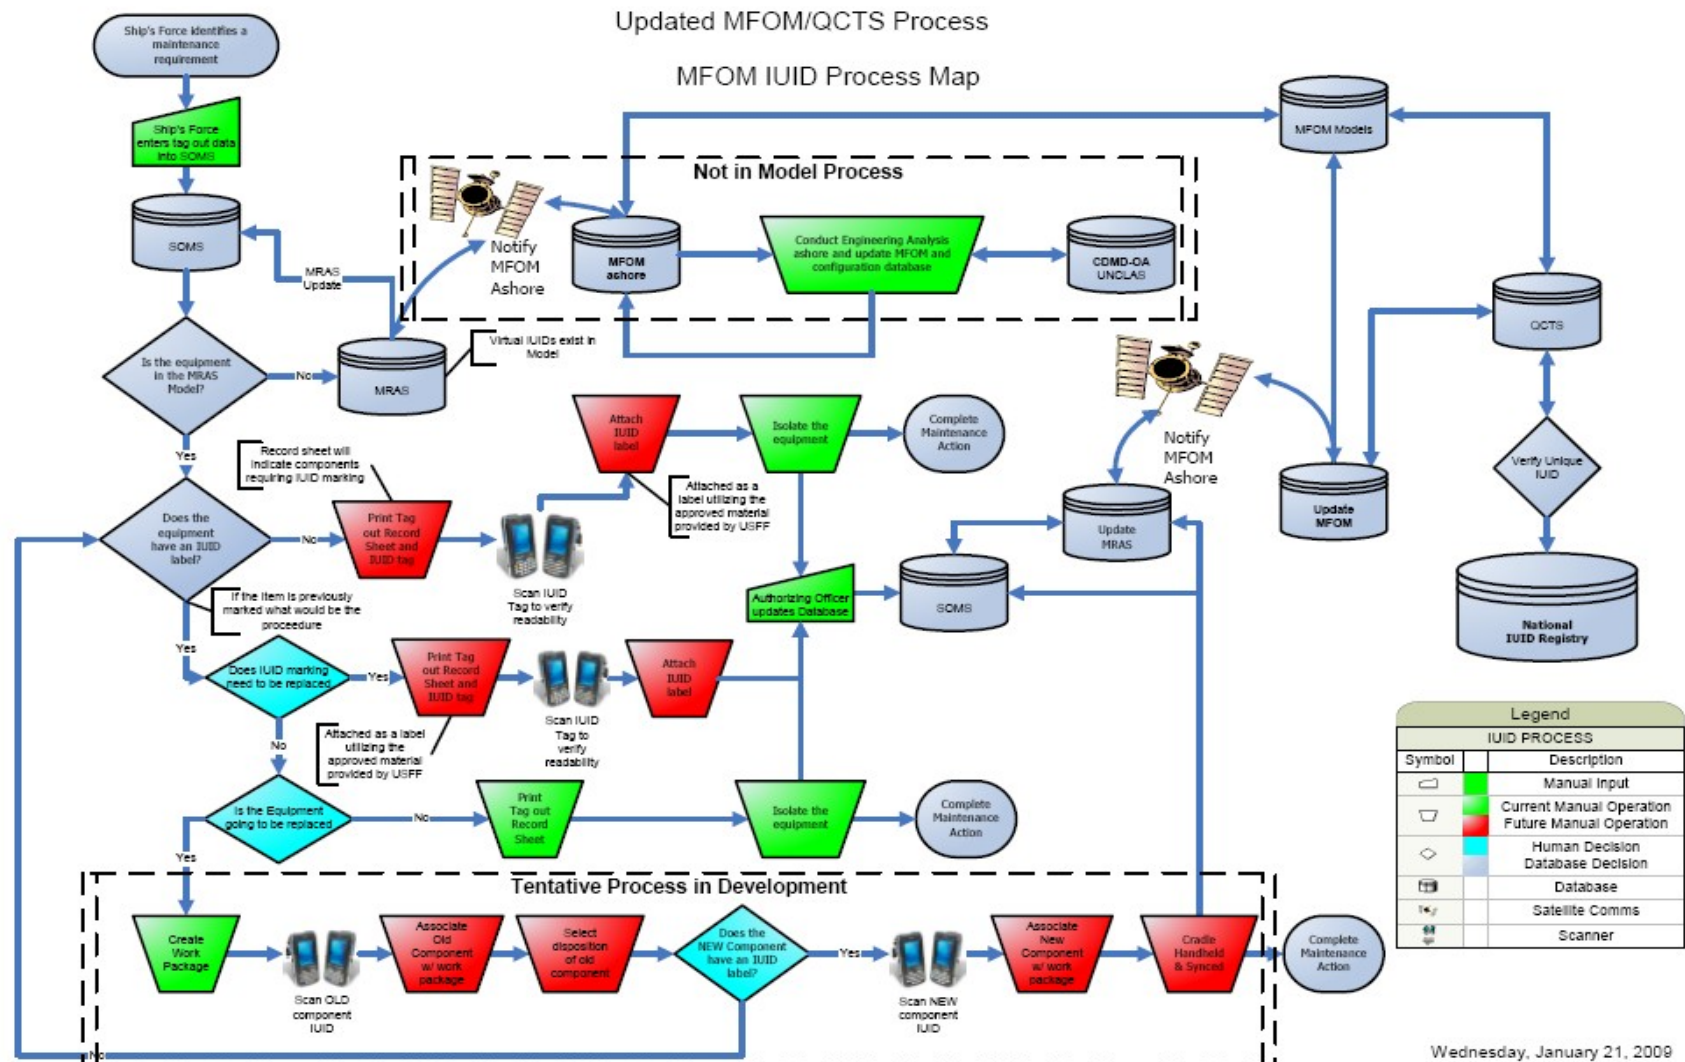 Updated MFOM/QCTS Process
MFOM IUID Process Map
Ship's Force identifies a
maintenance
requirement
Ship's Force
enters tag out data
into SOMS
SOMS
MRAS
Update
Is the equipment
in the MRAS
Model?
No
MRAS
Virtual IUIDs exist in
Model
Not in Model Process
Notify
MFOM
Ashore
MFOM
ashore
Conduct Engineering Analysis
ashore and update MFOM and
configuration database
CDMD-OA
UNCLAS
MFOM Models
QCTS
Verify Unique
IUID
National
IUID Registry
Notify
MFOM
Ashore
Update
MFOM
Update
MRAS
SOMS
Yes
Record sheet will
indicate components
requiring IUID marking
Does the
equipment
have an IUID
label?
No
Print Tag
out Record
Sheet and
IUID tag
Scan IUID
Tag to verify
readability
Attach
IUID
label
Attached as a
label utilizing the
approved material
provided by USFF
Isolate the
equipment
Complete
Maintenance
Action
Authorizing Officer
updates Database
If the item is previously
marked what would be the
proceedure
Yes
Does IUID marking
need to be replaced
Yes
Print Tag
out Record
Sheet and
IUID tag
Scan IUID
Tag to
verify
readability
Attach
IUID
label
No
Attached as a label
utilizing the
approved material
provided by USFF
Is the Equipment
going to be replaced
No
Print
Tag out
Record
Sheet
Isolate the
equipment
Complete
Maintenance
Action
Yes
Tentative Process in Development
Create
Work
Package
Scan OLD
component
IUID
Associate
Old
Component
w/ work
package
Select
disposition
of old
component
Does the
NEW Component
have an IUID
label?
Yes
Scan NEW
component
IUID
Associate
New
Component
w/ work
package
Cradle
Handheld
& Synced
Complete
Maintenance
Action
No
Legend
IUID PROCESS
Symbol Description
Manual Input
Current Manual Operation
Future Manual Operation
Human Decision
Database Decision
Database
Satellite Comms
Scanner
Wednesday, January 21, 2009